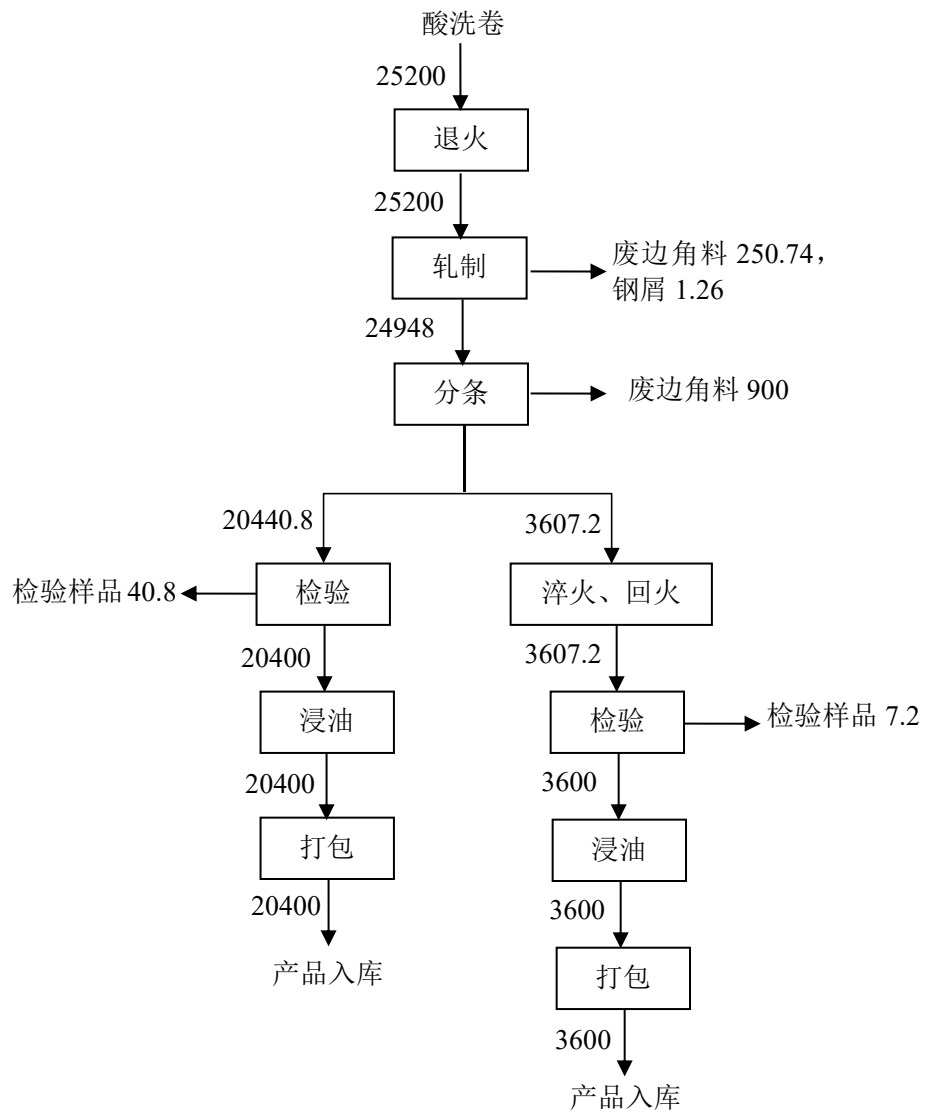 酸洗卷
25200
退火
25200
轧制
废边角料 250.74，
钢屑 1.26
24948
分条
废边角料 900
20440.8
3607.2
检验样品 40.8
检验
淬火、回火
20400
3607.2
浸油
检验
检验样品 7.2
20400
3600
打包
浸油
20400
3600
产品入库
打包
3600
产品入库